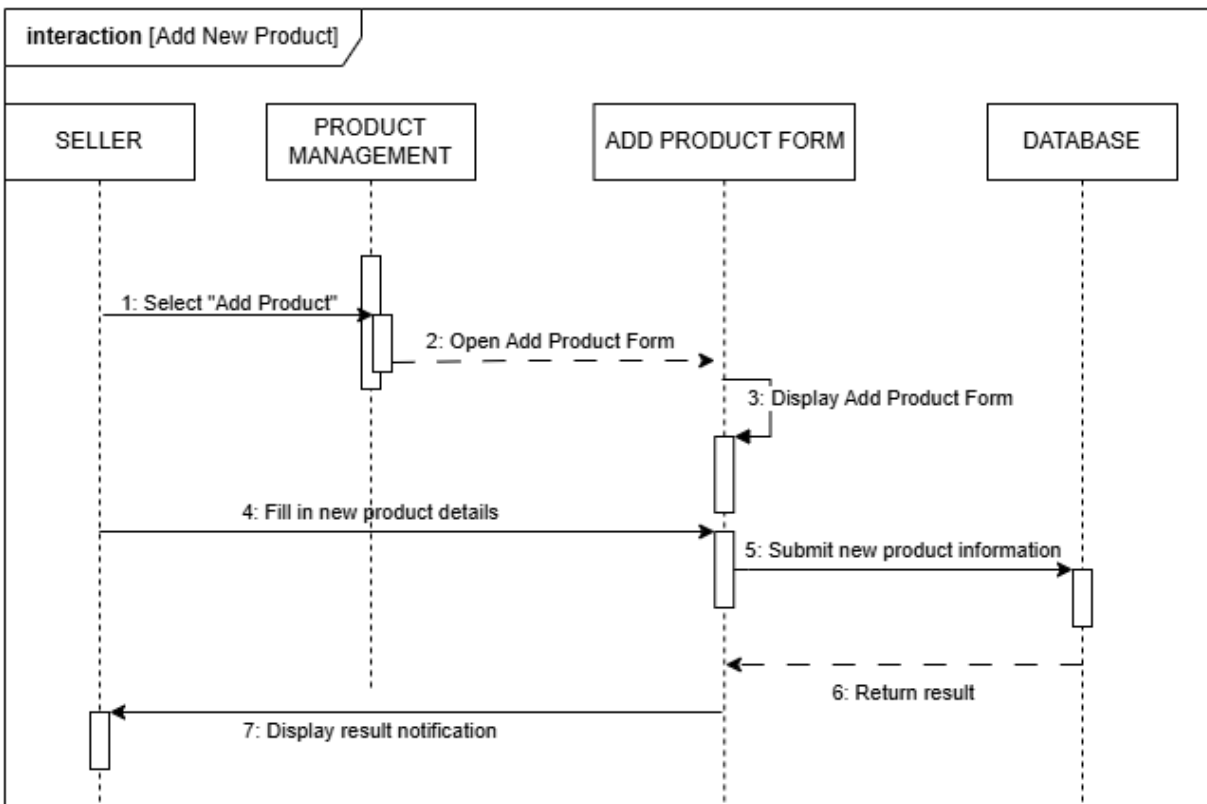 interaction [Add New Product]
SELLER
PRODUCT
MANAGEMENT
ADD PRODUCT FORM
DATABASE
1: Select "Add Product"
2: Open Add Product Form
3: Display Add Product Form
4: Fill in new product details
5: Submit new product information
6: Return result
7: Display result notification